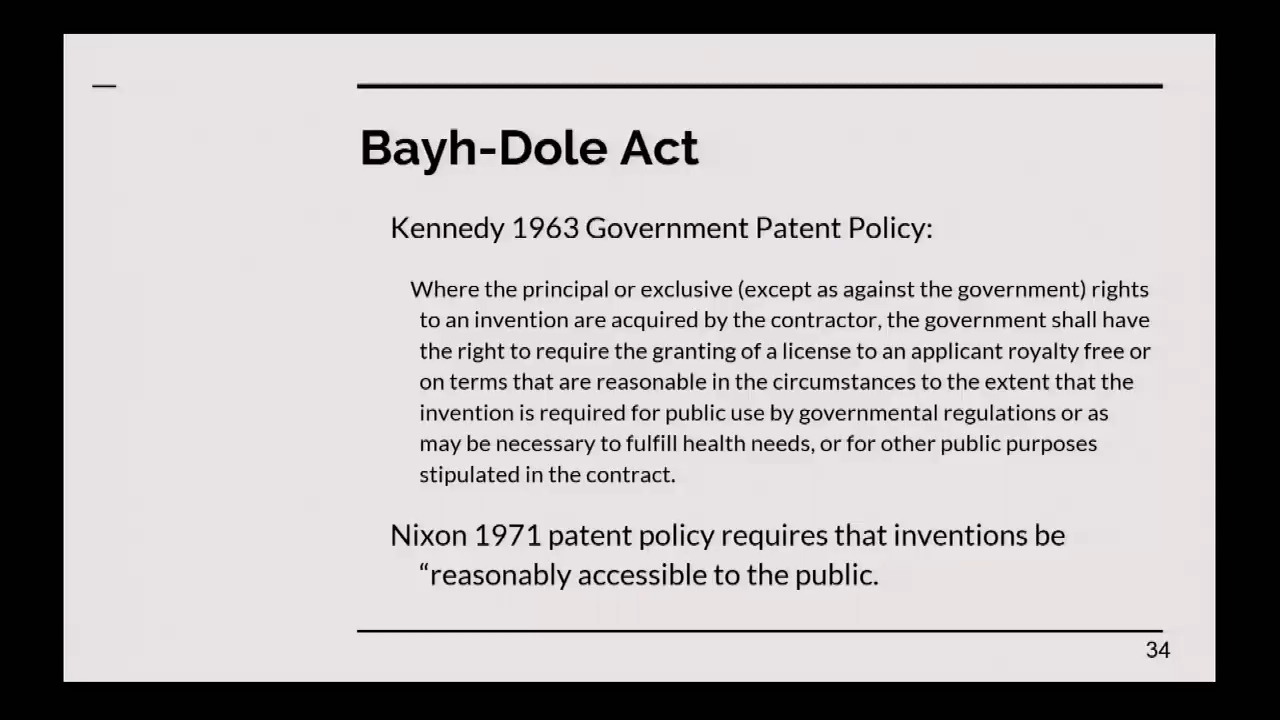 Bayh-Dole Act
Kennedy 1963 Government Patent Policy:
Where the principal or exclusive (except as against the government) rights
to an invention are acquired by the contractor, the government shall have
the right to require the granting of a license to an applicant royalty free or
on terms that are reasonable in the circumstances to the extent that the
invention is required for public use by governmental regulations or as
may be necessary to fulfill health needs, or for other public purposes
stipulated in the contract.
Nixon 1971 patent policy requires that inventions be
“reasonably accessible to the public.
34